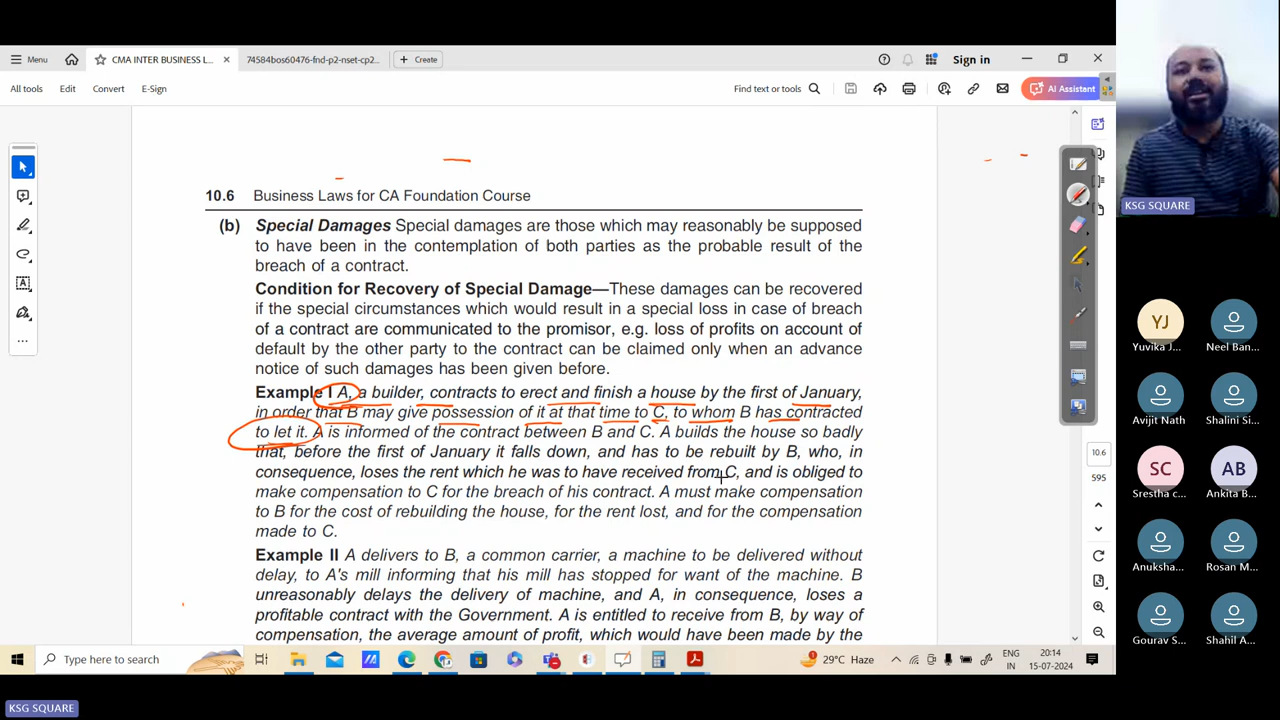 Menu
CMA INTER BUSINESS L...
74584bos60476-fnd-p2-nset-cp2...
Create
Sign in
All tools
Edit
Convert
E-Sign
Find text or tools
AI Assistant
10.6 Business Laws for CA Foundation Course
(b) Special Damages Special damages are those which may reasonably be supposed
to have been in the contemplation of both parties as the probable result of the
breach of a contract.
Condition for Recovery of Special Damage—These damages can be recovered
if the special circumstances which would result in a special loss in case of breach
of a contract are communicated to the promisor, e.g. loss of profits on account of
default by the other party to the contract can be claimed only when an advance
notice of such damages has been given before.
Example I A, a builder, contracts to erect and finish a house by the first of January,
in order that B may give possession of it at that time to C, to whom B has contracted
to let it. A is informed of the contract between B and C. A builds the house so badly
that, before the first of January it falls down, and has to be rebuilt by B, who, in
consequence, loses the rent which he was to have received from C, and is obliged to
make compensation to C for the breach of his contract. A must make compensation
to B for the cost of rebuilding the house, for the rent lost, and for the compensation
made to C.
Example II A delivers to B, a common carrier, a machine to be delivered without
delay, to A's mill informing that his mill has stopped for want of the machine. B
unreasonably delays the delivery of machine, and A, in consequence, loses a
profitable contract with the Government. A is entitled to receive from B, by way of
compensation, the average amount of profit, which would have been made by the
10.6
595
Type here to search
29°C Haze
ENG
IN
20:14
15-07-2024
KSG SQUARE
YJ
Yuvika J...
Neel Ban...
Avijit Nath
Shalini S...
SC
Srestha c...
AB
Ankita B...
Anuksha...
Rosan M...
Gourav S...
Shahil A...
KSG SQUARE